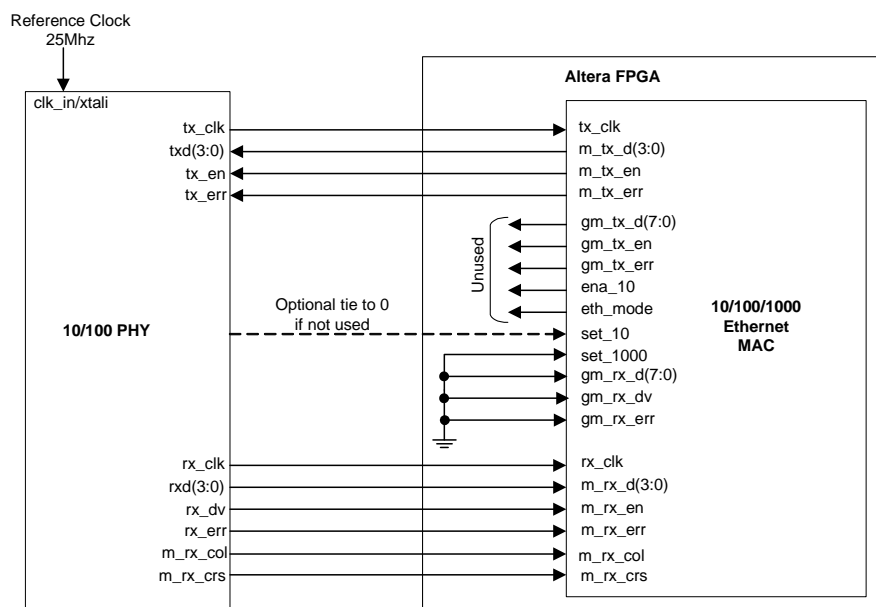 Reference Clock
25Mhz
Altera FPGA
clk_in/xtali
tx_clk
tx_clk
txd(3:0)
m_tx_d(3:0)
tx_en
m_tx_en
tx_err
m_tx_err
Unused
gm_tx_d(7:0)
gm_tx_en
gm_tx_err
ena_10
eth_mode
10/100 PHY
Optional tie to 0
if not used
set_10
set_1000
gm_rx_d(7:0)
gm_rx_dv
gm_rx_err
10/100/1000
Ethernet
MAC
rx_clk
rx_clk
rxd(3:0)
m_rx_d(3:0)
rx_dv
m_rx_en
rx_err
m_rx_err
m_rx_col
m_rx_col
m_rx_crs
m_rx_crs